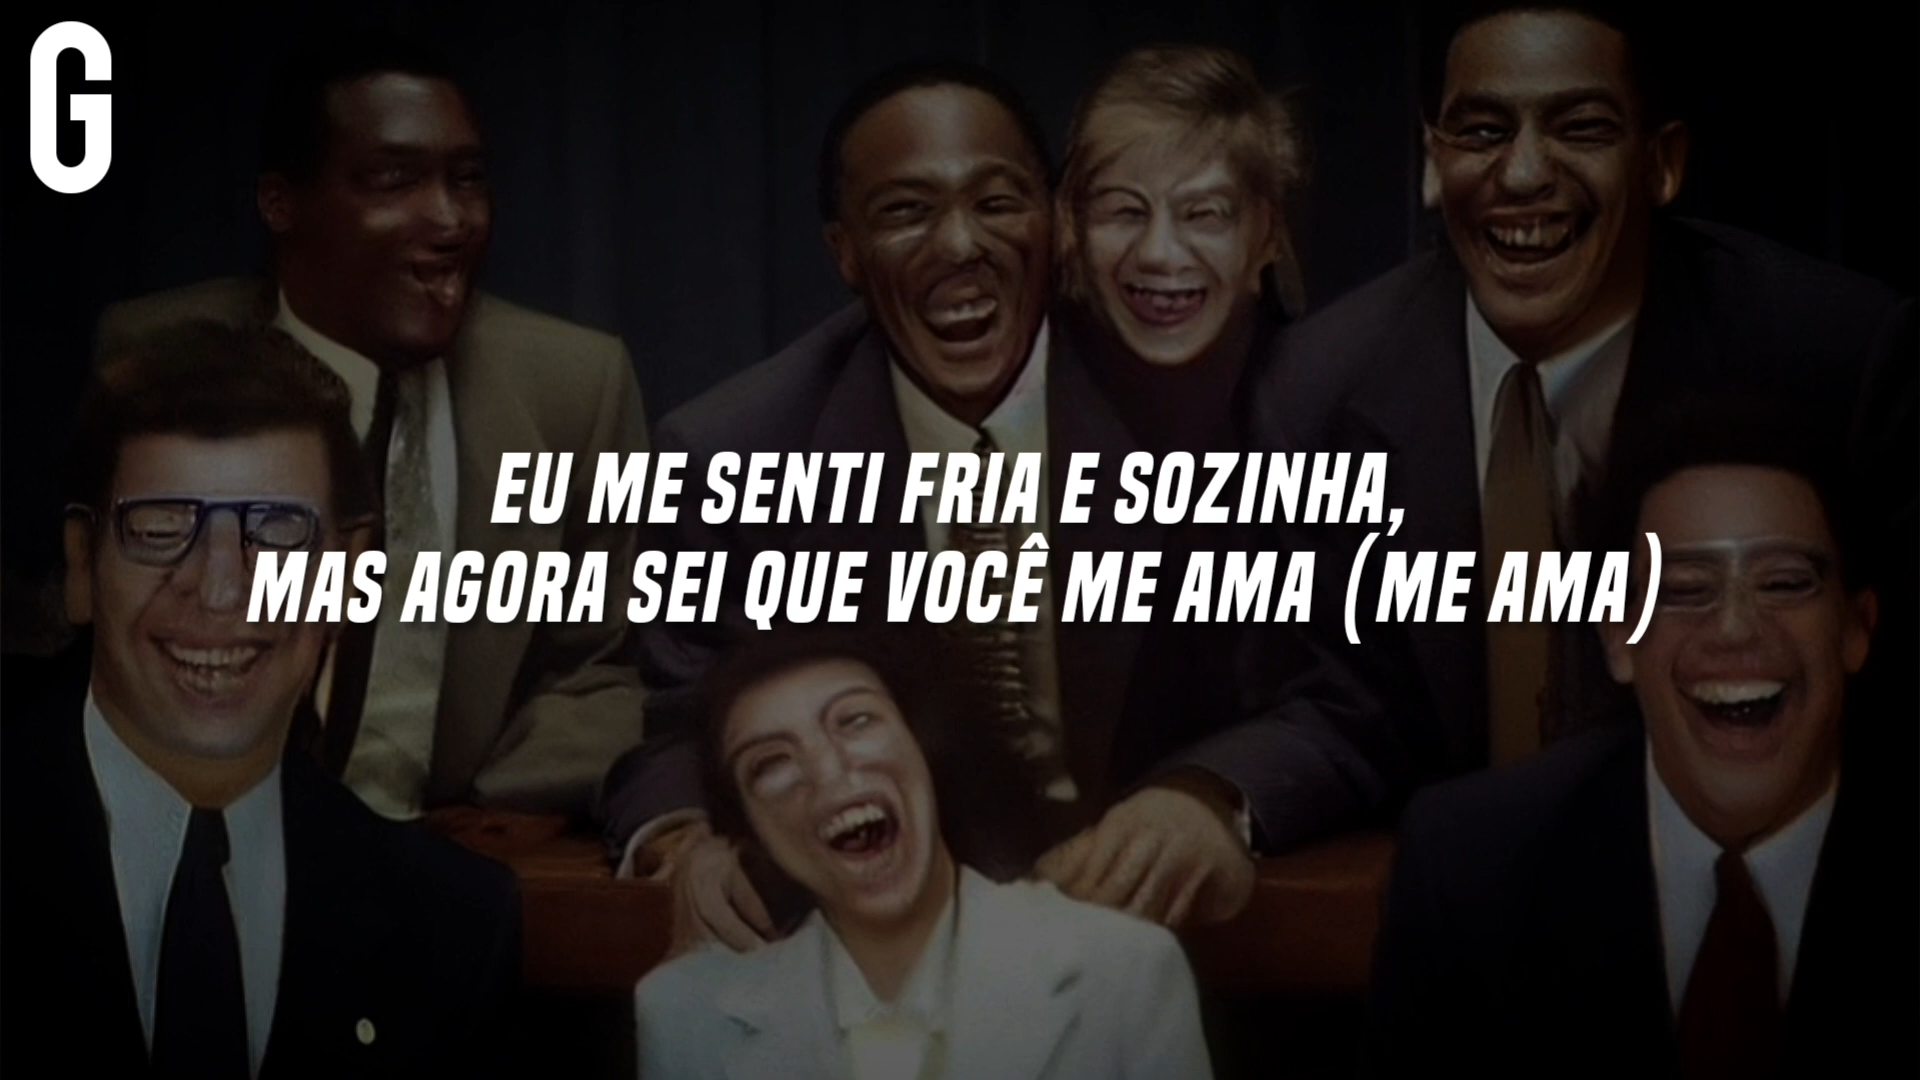 G
EU ME SENTI FRIA E SOZINHA,
MAS AGORA SEI QUE VOCÊ ME AMA (ME AMA)